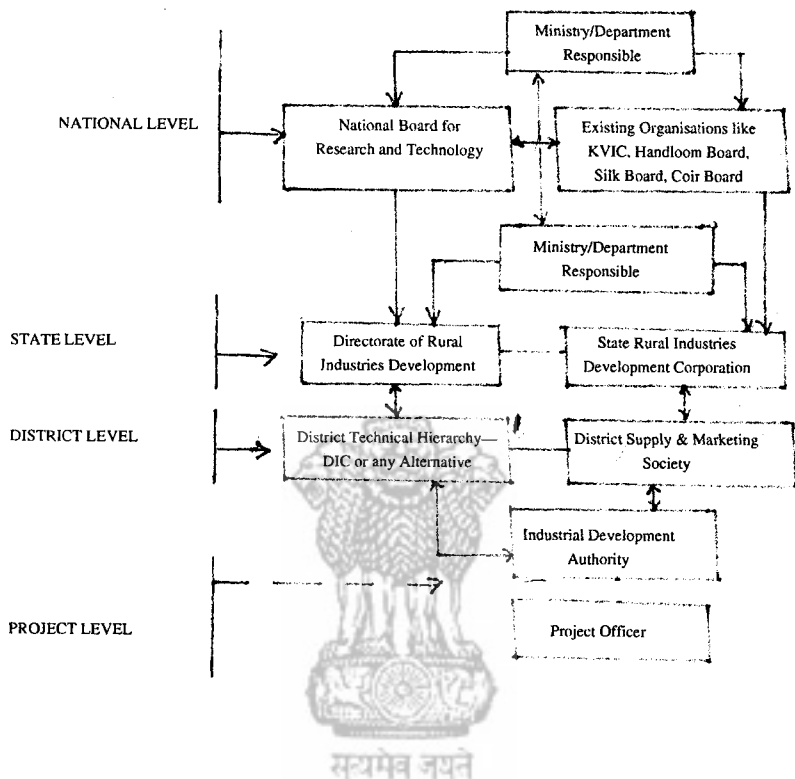 Ministry/Department
Responsible
NATIONAL LEVEL
National Board for
Research and Technology
Existing Organisations like
KVIC, Handloom Board,
Silk Board, Coir Board
Ministry/Department
Responsible
STATE LEVEL
Directorate of Rural
Industries Development
State Rural Industries
Development Corporation
DISTRICT LEVEL
District Technical Hierarchy—
DIC or any Alternative
District Supply & Marketing
Society
Industrial Development
Authority
PROJECT LEVEL
Project Officer
सत्यमेव जयते